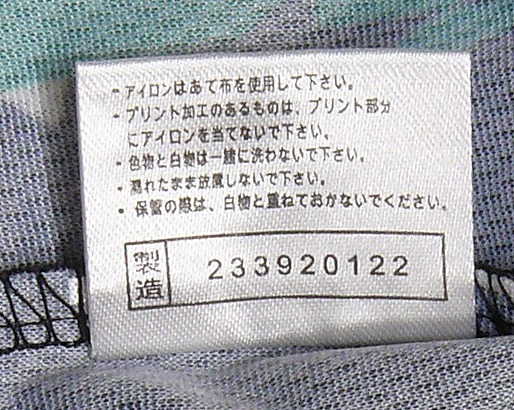 ・アイロンはあて布を使用して下さい。
・プリント加工のあるものは、プリント部分
にアイロンを当てないで下さい。
・色物と白物は一緒に洗わないで下さい。
・濡れたまま放置しないで下さい。
・保管の際は、白物と重ねておかないでください。
製造 233920122